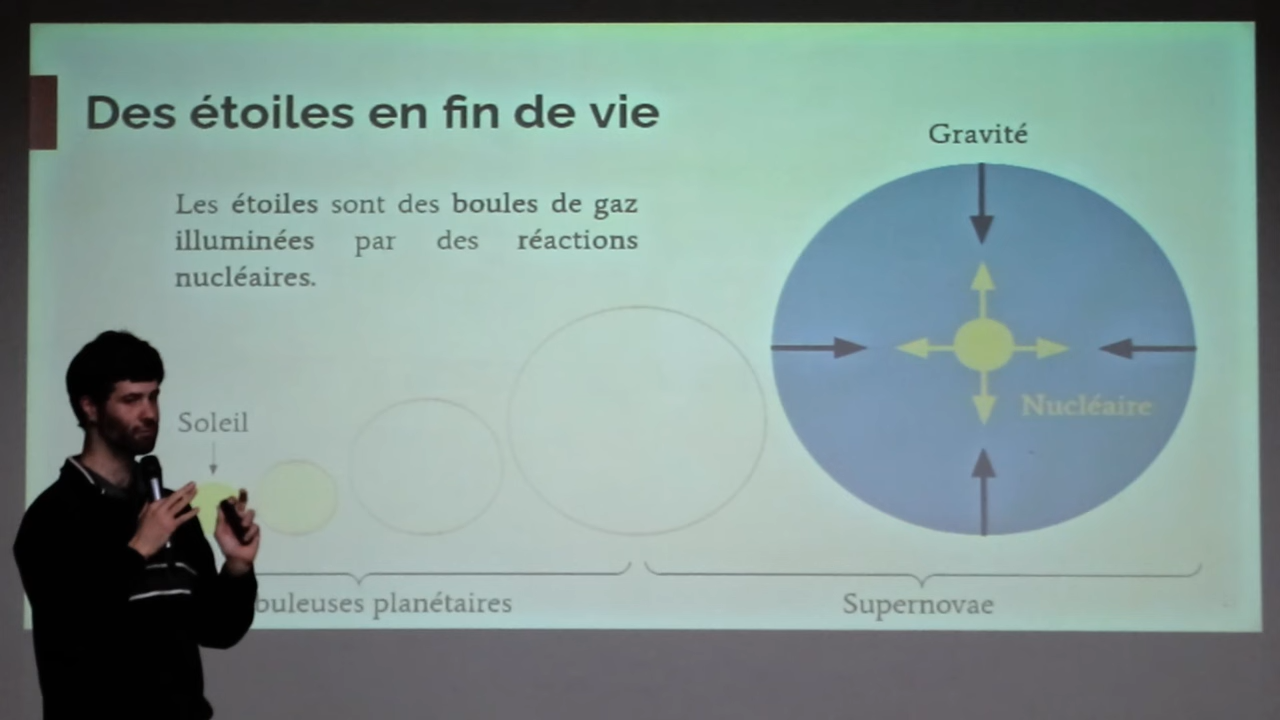 Des étoiles en fin de vie
Gravité
Les étoiles sont des boules de gaz
illuminées par des réactions
nucléaires.
Nucléaire
Soleil
planétaires
Supernovae